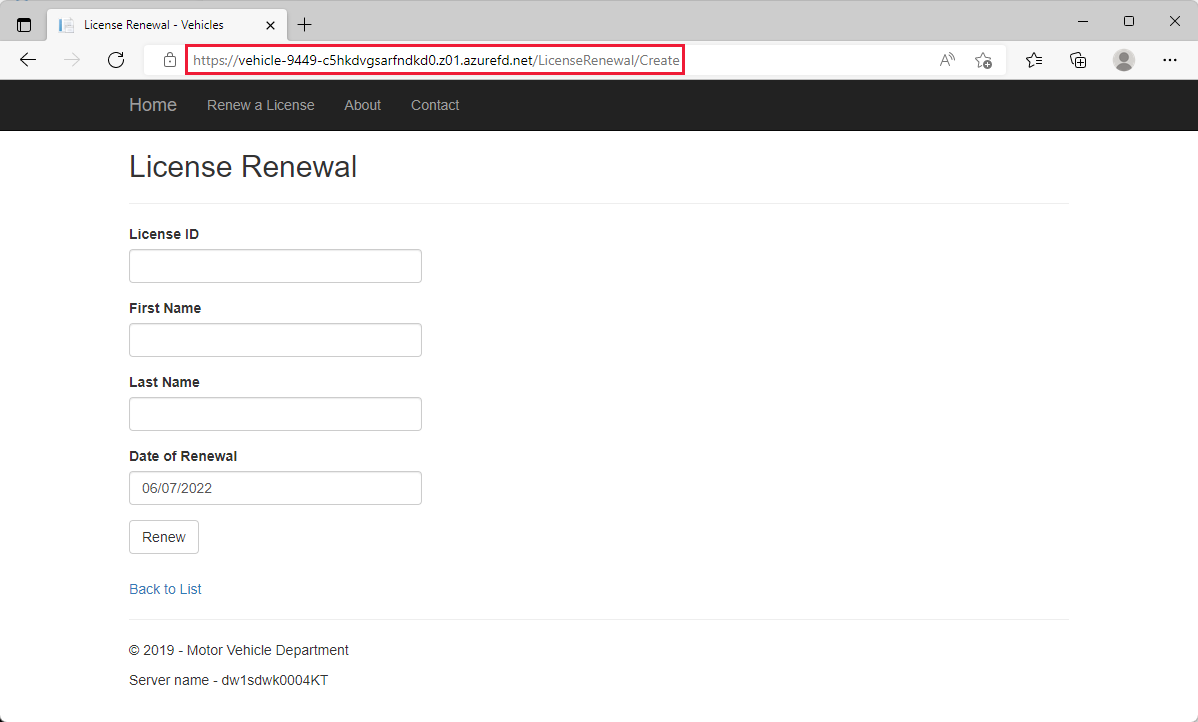 License Renewal - Vehicles
https://vehicle-9449-c5hkdvgsarfndkd0.z01.azurefd.net/LicenseRenewal/Create
Home Renew a License About Contact
License Renewal
License ID
First Name
Last Name
Date of Renewal
06/07/2022
Renew
Back to List
© 2019 - Motor Vehicle Department
Server name - dw1sdwk0004KT